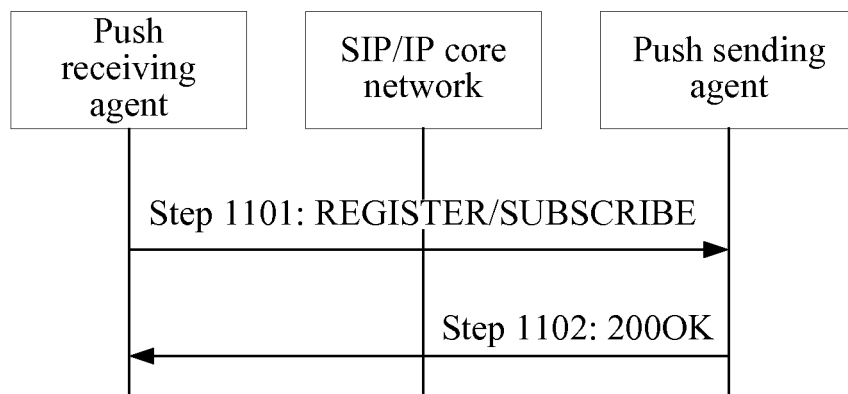 Push
receiving
agent
SIP/IP core
network
Push sending
agent
Step 1101: REGISTER/SUBSCRIBE
Step 1102: 200OK